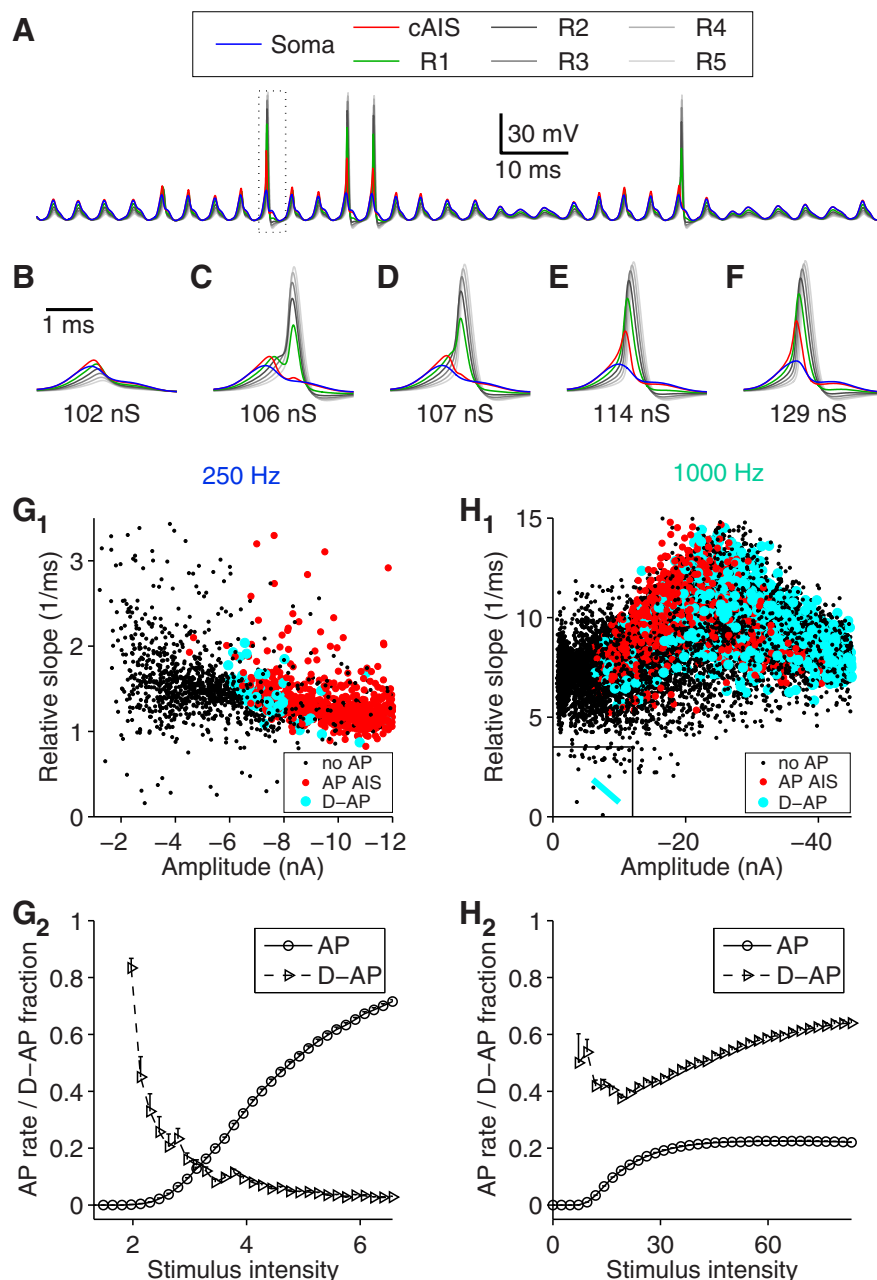 A
Soma
cAIS
R1
R2
R3
R4
R5
30 mV
10 ms
B
C
D
E
F
1 ms
102 nS
106 nS
107 nS
114 nS
129 nS
250 Hz
1000 Hz
G1
Relative slope (1/ms)
3
2
1
0
no AP
AP AIS
D−AP
−2 −4 −6 −8 −10 −12
Amplitude (nA)
H1
Relative slope (1/ms)
15
10
5
0
no AP
AP AIS
D−AP
0 −20 −40
Amplitude (nA)
G2
AP rate / D−AP fraction
1
0.8
0.6
0.4
0.2
0
AP
D−AP
2 4 6
Stimulus intensity
H2
AP rate / D−AP fraction
1
0.8
0.6
0.4
0.2
0
AP
D−AP
0 30 60
Stimulus intensity